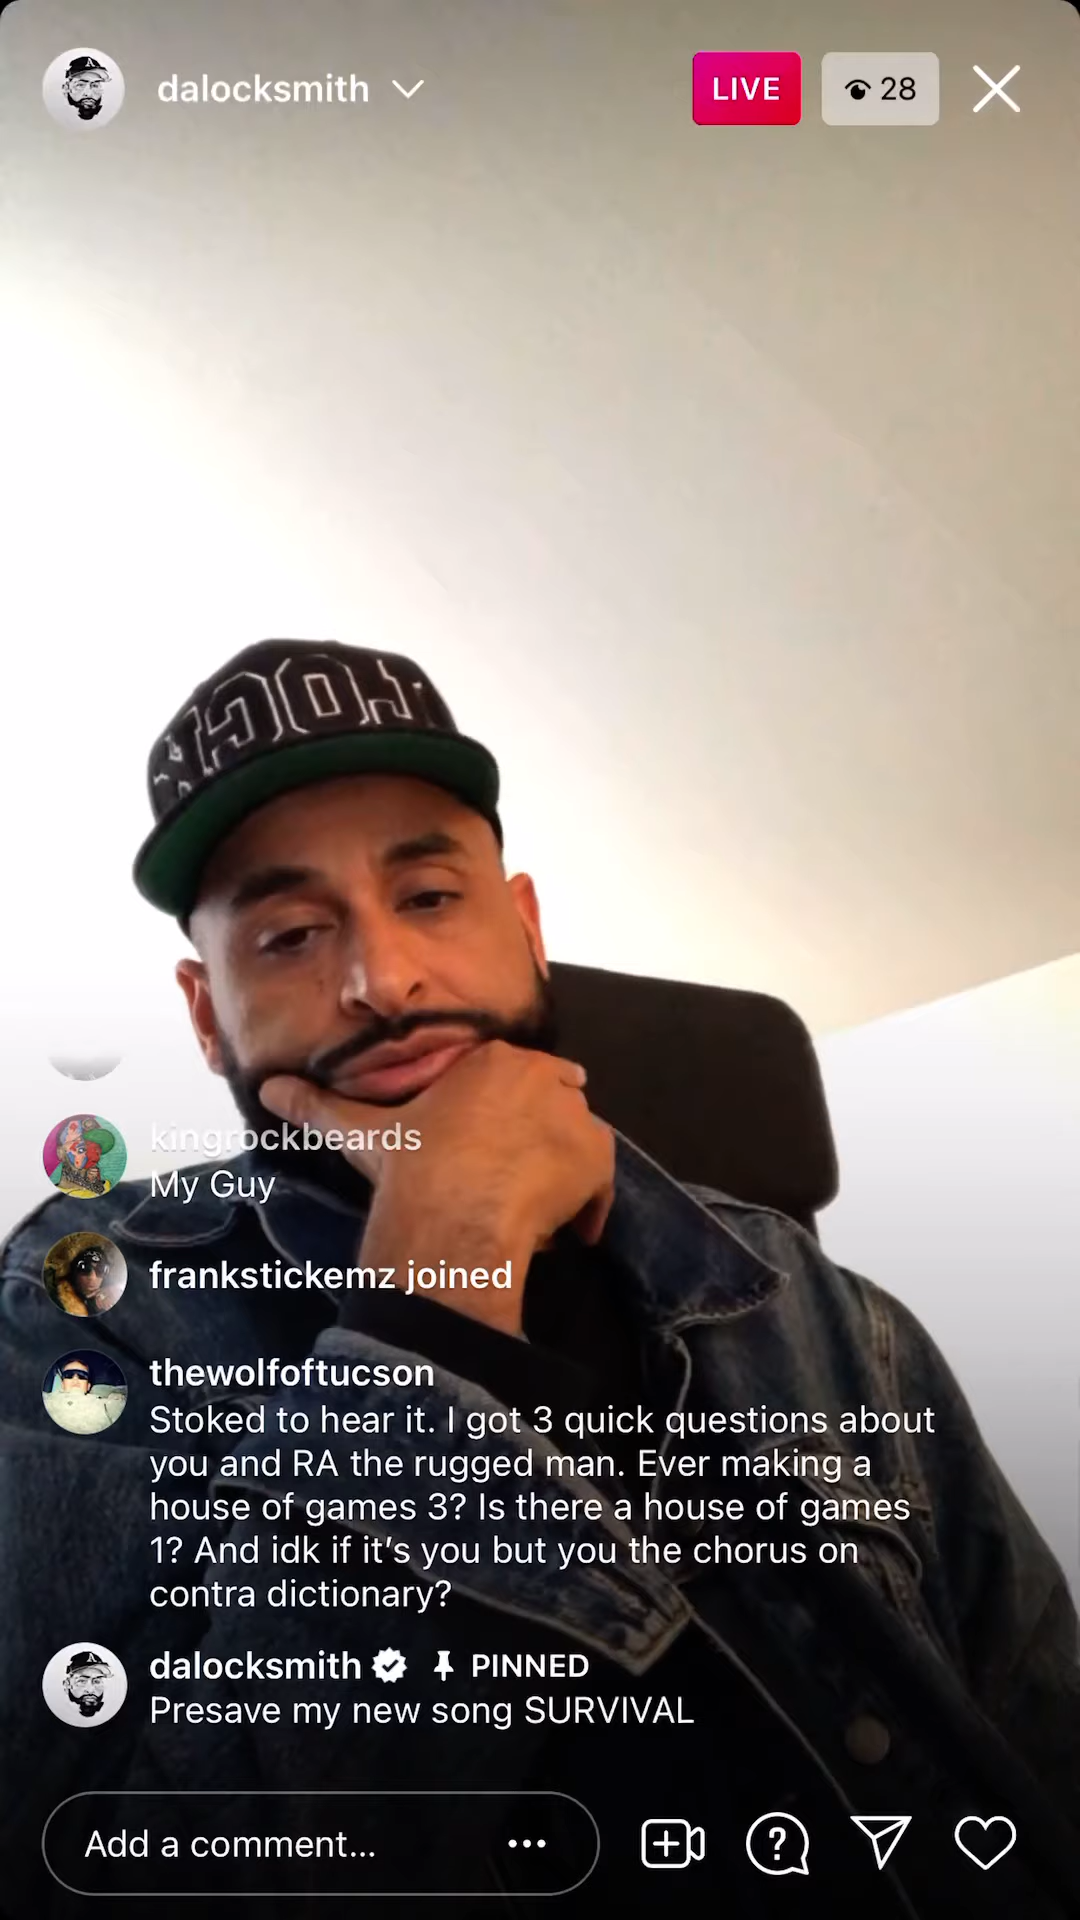 dalocksmith
LIVE
28
kingrockbeards
My Guy
frankstickemz joined
thewolfoftucson
Stoked to hear it. I got 3 quick questions about
you and RA the rugged man. Ever making a
house of games 3? Is there a house of games
1? And idk if it’s you but you the chorus on
contra dictionary?
dalocksmith PINNED
Presave my new song SURVIVAL
Add a comment...